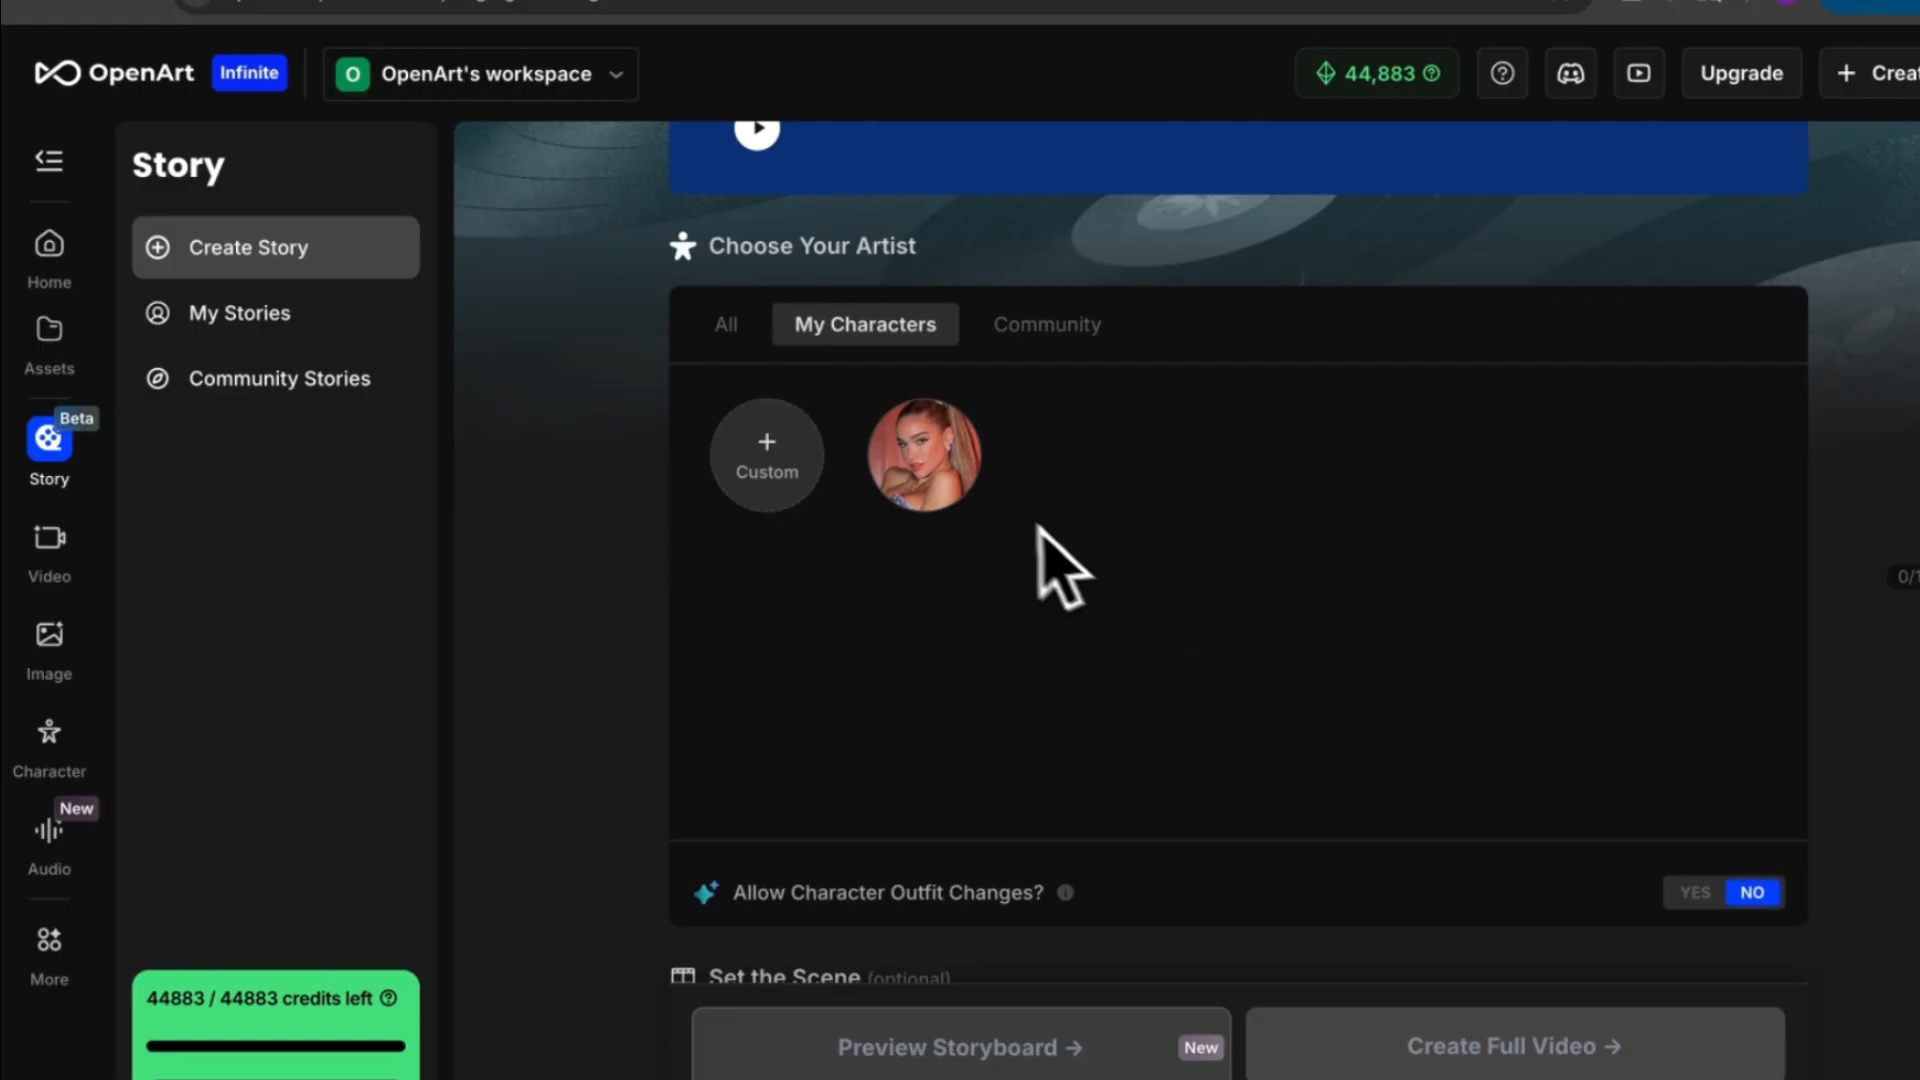 OpenArt
Infinite
O
OpenArt's workspace
44,883
Upgrade
Story
Create Story
My Stories
Community Stories
Home
Assets
Beta
Story
Video
Image
Character
New
Audio
More
44883 / 44883 credits left
Choose Your Artist
All
My Characters
Community
+
Custom
Allow Character Outfit Changes?
YES
NO
Set the Scene (optional)
Preview Storyboard →
New
Create Full Video →